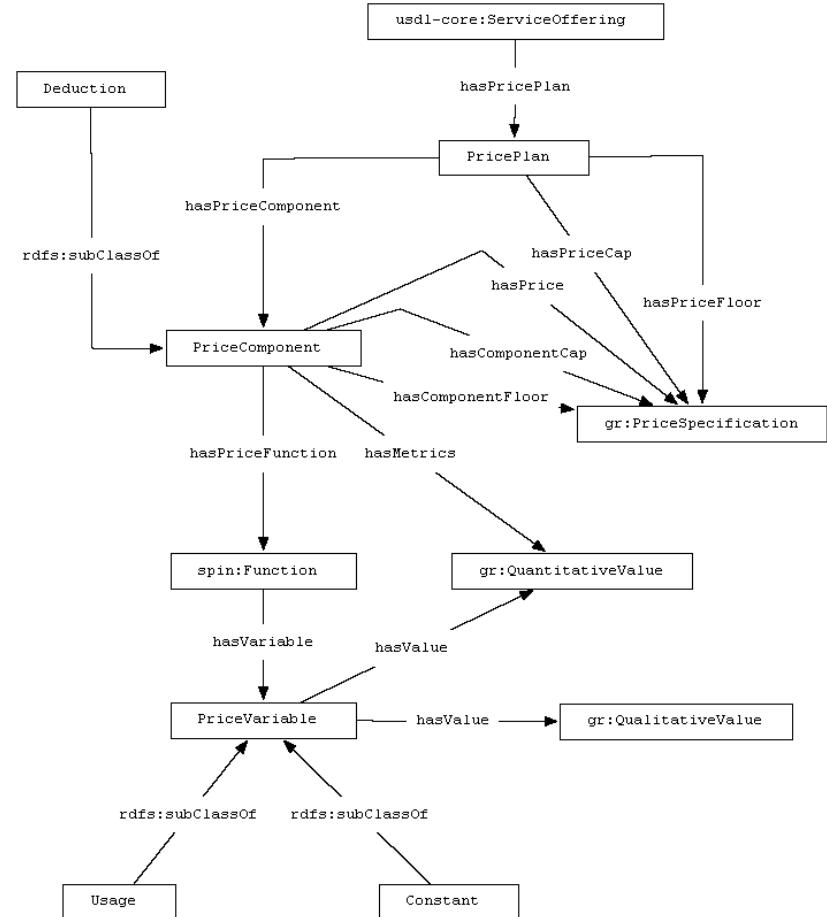 usdl-core:ServiceOffering
Deduction
hasPricePlan
PricePlan
hasPriceComponent
rdfs:subClassOf
hasPriceCap
hasPrice
hasPriceFloor
PriceComponent
hasComponentCap
hasComponentFloor
gr:PriceSpecification
hasPriceFunction
hasMetrics
spin:Function
gr:QuantitativeValue
hasVariable
hasValue
PriceVariable
hasValue
gr:QualitativeValue
rdfs:subClassOf
rdfs:subClassOf
Usage
Constant